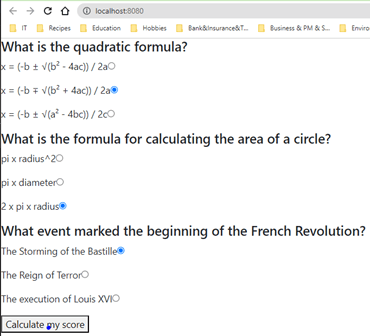 localhost:8080
IT Recipes Education Hobbies Bank&Insurance&T... Business & PM & S... Enviro
What is the quadratic formula?
x = (-b ± √(b² - 4ac)) / 2a
x = (-b ∓ √(b² + 4ac)) / 2a
x = (-b ± √(a² - 4bc)) / 2c
What is the formula for calculating the area of a circle?
pi x radius^2
pi x diameter
2 x pi x radius
What event marked the beginning of the French Revolution?
The Storming of the Bastille
The Reign of Terror
The execution of Louis XVI
Calculate my score